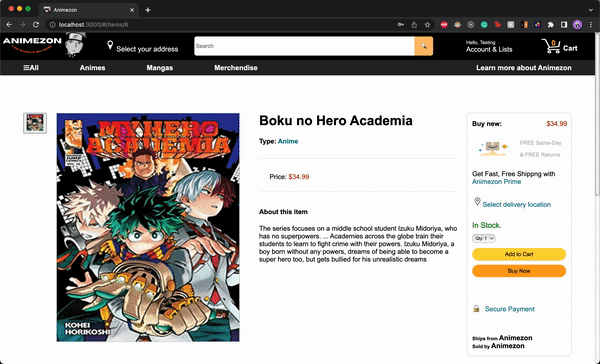 Animezon
localhost:3000/#/items/8
ANIMEZON
Select your address
Search
Hello, Testing
Account & Lists
0
Cart
All
Animes
Mangas
Merchendise
Learn more about Animezon
MY HERO
ACADEMIA
KOHEI
HORIKOSHI
Boku no Hero Academia
Type: Anime
Price: $34.99
About this item
The series focuses on a middle school student Izuku Midoriya, who
has no superpowers. ... Academies across the globe train their
students to learn to fight crime with their powers. Izuku Midoriya, a
boy born without any powers, dreams of being able to become a
super hero too, but gets bullied for his unrealistic dreams
Buy new:
$34.99
FREE Same-Day
& FREE Returns
Get Fast, Free Shippng with
Animezon Prime
Select delivery location
In Stock.
Qty: 1
Add to Cart
Buy Now
Secure Payment
Ships from Animezon
Sold by Animezon